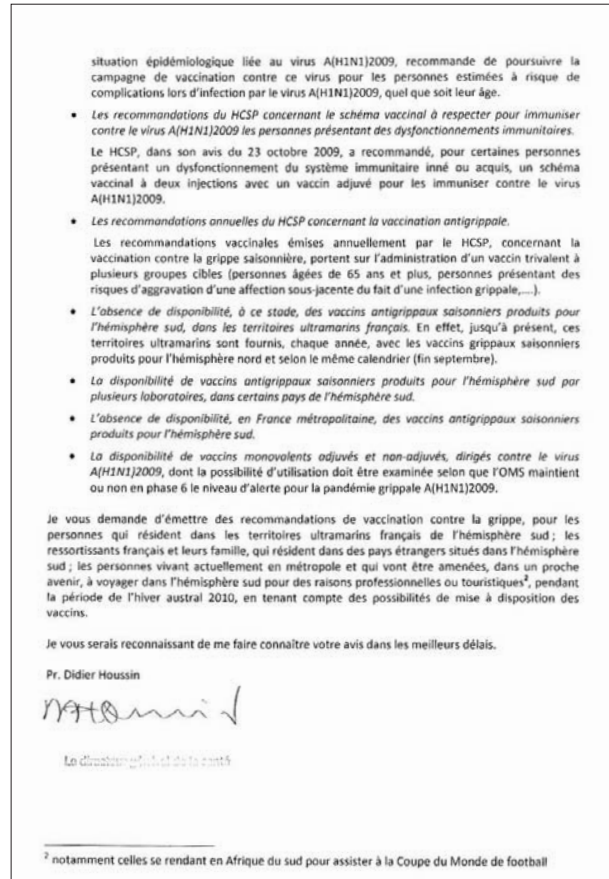 situation épidémiologique liée au virus A(H1N1)2009, recommande de poursuivre la
campagne de vaccination contre ce virus pour les personnes estimées à risque de
complications lors d'infection par le virus A(H1N1)2009, quel que soit leur âge.
• Les recommandations du HCSP concernant le schéma vaccinal à respecter pour immuniser
contre le virus A(H1N1)2009 les personnes présentant des dysfonctionnements immunitaires.
Le HCSP, dans son avis du 23 octobre 2009, a recommandé, pour certaines personnes
présentant un dysfonctionnement du système immunitaire inné ou acquis, un schéma
vaccinal à deux injections avec un vaccin adjuvé pour les immuniser contre le virus
A(H1N1)2009.
• Les recommandations annuelles du HCSP concernant la vaccination antigrippale.
Les recommandations vaccinales émises annuellement par le HCSP, concernant la
vaccination contre la grippe saisonnière, portent sur l'administration d'un vaccin trivalent à
plusieurs groupes cibles (personnes âgées de 65 ans et plus, personnes présentant des
risques d'aggravation d'une affection sous-jacente du fait d'une infection grippale,....).
• L'absence de disponibilité, à ce stade, des vaccins antigrippaux saisonniers produits pour
l'hémisphère sud, dans les territoires ultramarins français. En effet, jusqu'à présent, ces
territoires ultramarins sont fournis, chaque année, avec les vaccins grippaux saisonniers
produits pour l'hémisphère nord et selon le même calendrier (fin septembre).
• La disponibilité de vaccins antigrippaux saisonniers produits pour l'hémisphère sud par
plusieurs laboratoires, dans certains pays de l'hémisphère sud.
• L'absence de disponibilité, en France métropolitaine, des vaccins antigrippaux saisonniers
produits pour l'hémisphère sud.
• La disponibilité de vaccins monovalents adjuvés et non-adjuvés, dirigés contre le virus
A(H1N1)2009, dont la possibilité d'utilisation doit être examinée selon que l'OMS maintient
ou non en phase 6 le niveau d'alerte pour la pandémie grippale A(H1N1)2009.
Je vous demande d'émettre des recommandations de vaccination contre la grippe, pour les
personnes qui résident dans les territoires ultramarins français de l'hémisphère sud ; les
ressortissants français et leurs famille, qui résident dans des pays étrangers situés dans l'hémisphère
sud ; les personnes vivant actuellement en métropole et qui vont être amenées, dans un proche
avenir, à voyager dans l'hémisphère sud pour des raisons professionnelles ou touristiques², pendant
la période de l'hiver austral 2010, en tenant compte des possibilités de mise à disposition des
vaccins.
Je vous serais reconnaissant de me faire connaître votre avis dans les meilleurs délais.
Pr. Didier Houssin
Le directeur général de la santé
² notamment celles se rendant en Afrique du sud pour assister à la Coupe du Monde de football